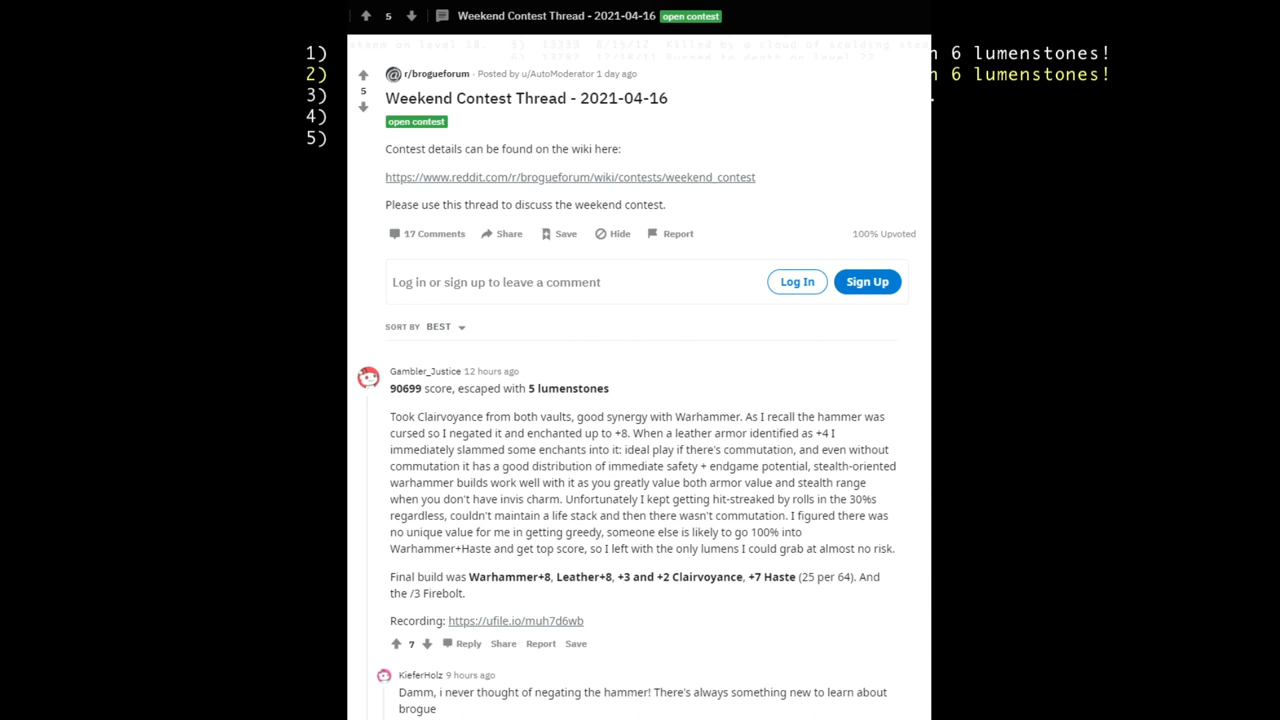 5 Weekend Contest Thread - 2021-04-16 open contest
1) 6 lumenstones!
2) 6 lumenstones!
3) .
4)
5)
r/brogueforum · Posted by u/AutoModerator 1 day ago
5
Weekend Contest Thread - 2021-04-16
open contest
Contest details can be found on the wiki here:
https://www.reddit.com/r/brogueforum/wiki/contests/weekend_contest
Please use this thread to discuss the weekend contest.
17 Comments Share Save Hide Report 100% Upvoted
Log in or sign up to leave a comment Log In Sign Up
SORT BY BEST
Gambler_Justice 12 hours ago
90699 score, escaped with 5 lumenstones
Took Clairvoyance from both vaults, good synergy with Warhammer. As I recall the hammer was
cursed so I negated it and enchanted up to +8. When a leather armor identified as +4 I
immediately slammed some enchants into it: ideal play if there's commutation, and even without
commutation it has a good distribution of immediate safety + endgame potential, stealth-oriented
warhammer builds work well with it as you greatly value both armor value and stealth range
when you don't have invis charm. Unfortunately I kept getting hit-streaked by rolls in the 30%s
regardless, couldn't maintain a life stack and then there wasn't commutation. I figured there was
no unique value for me in getting greedy, someone else is likely to go 100% into
Warhammer+Haste and get top score, so I left with the only lumens I could grab at almost no risk.
Final build was Warhammer+8, Leather+8, +3 and +2 Clairvoyance, +7 Haste (25 per 64). And
the /3 Firebolt.
Recording: https://ufile.io/muh7d6wb
7 Reply Share Report Save
KieferHolz 9 hours ago
Damm, i never thought of negating the hammer! There's always something new to learn about
brogue